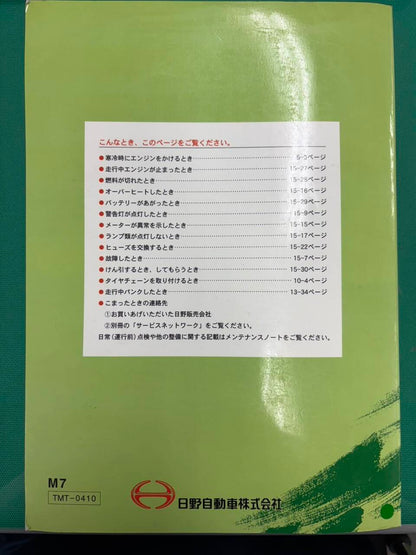 こんなとき、このページをご覧ください。
●寒冷時にエンジンをかけるとき 5-3ページ
●走行中エンジンが止まったとき 15-27ページ
●燃料が切れたとき 13-28ページ
●オーバーヒートしたとき 15-16ページ
●バッテリーがあがったとき 15-29ページ
●警告灯が点灯したとき 15-9ページ
●メーターが異常を示したとき 15-15ページ
●ランプ類が点灯しないとき 15-17ページ
●ヒューズを交換するとき 15-22ページ
●故障したとき 15-7ページ
●けん引するとき、してもらうとき 15-30ページ
●タイヤチェーンを取り付けるとき 10-4ページ
●走行中パンクしたとき 13-34ページ
●こまったときの連絡先
①お買いあげいただいた日野販売会社
②別冊の「サービスネットワーク」をご覧ください。
日常(運行前)点検や他の整備に関する記載はメンテナンスノートをご覧ください。
M7
TMT-0410
日野自動車株式会社